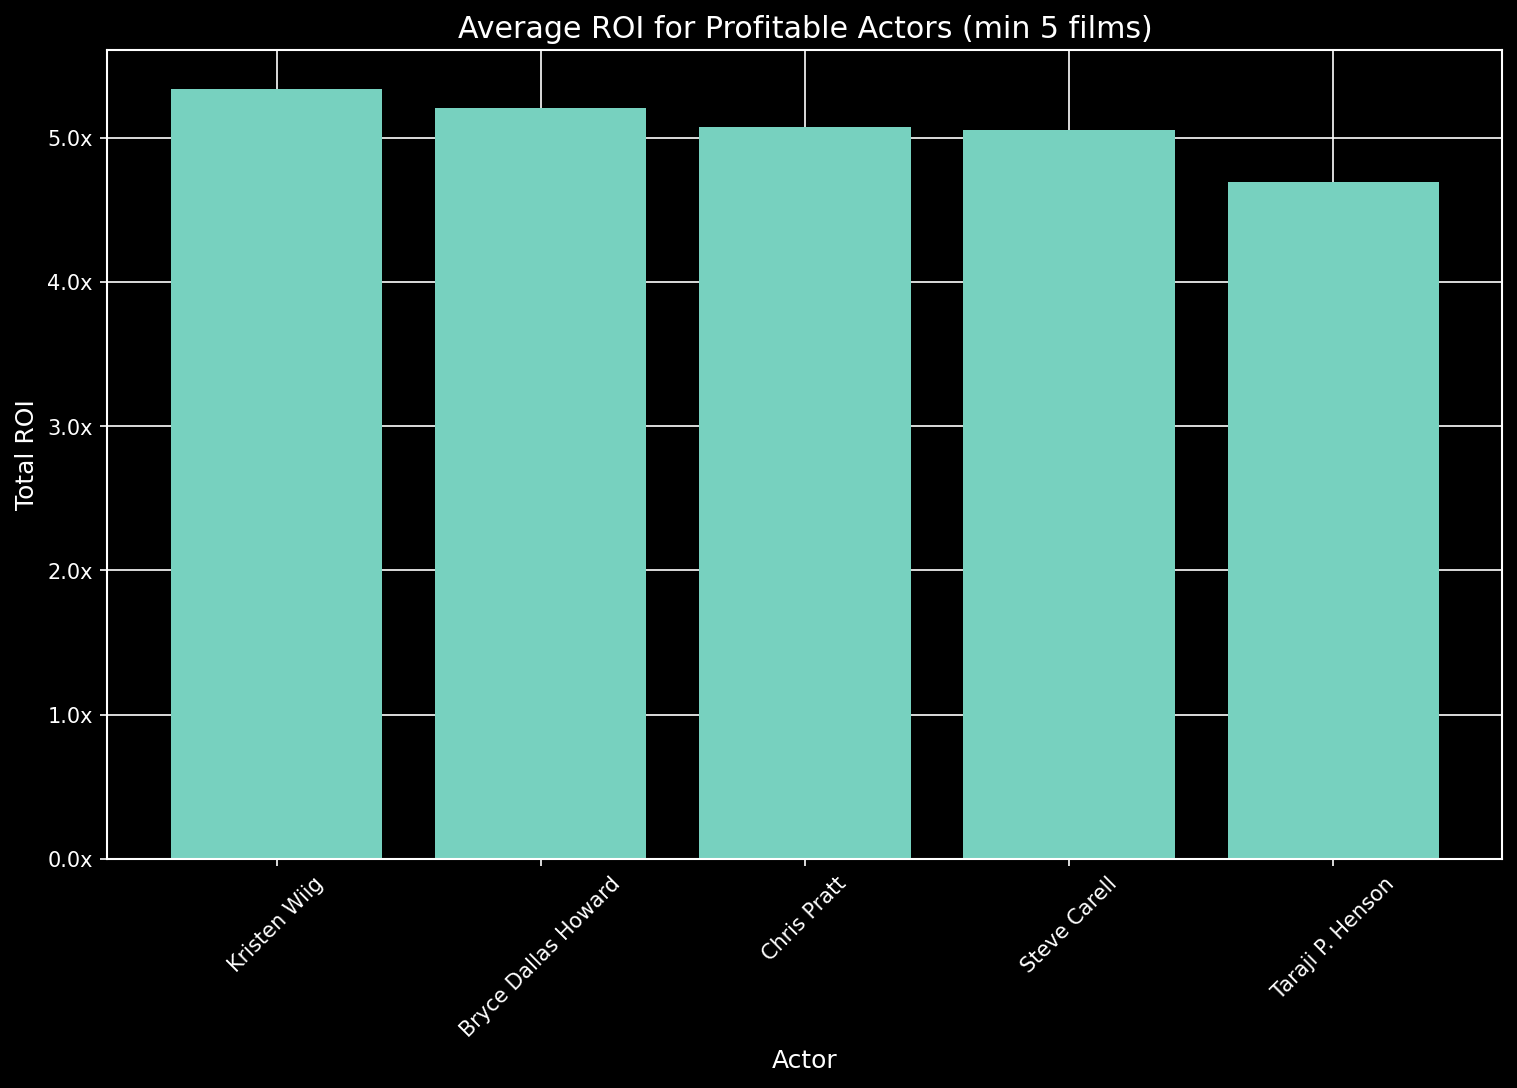 Average ROI for Profitable Actors (min 5 films)
Total ROI
5.0x
4.0x
3.0x
2.0x
1.0x
0.0x
Kristen Wiig
Bryce Dallas Howard
Chris Pratt
Steve Carell
Taraji P. Henson
Actor